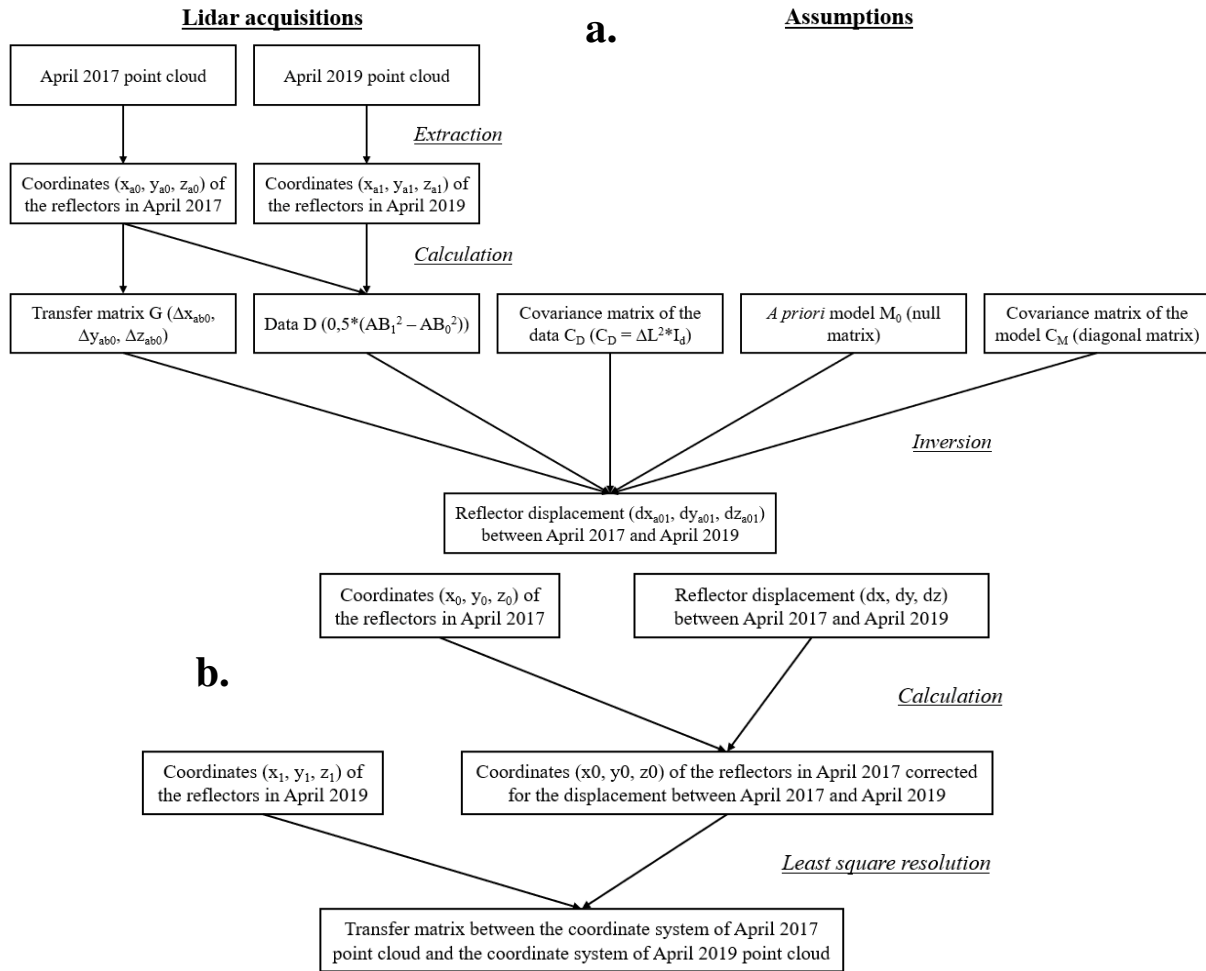 Lidar acquisitions
a.
Assumptions
April 2017 point cloud
April 2019 point cloud
Extraction
Coordinates (xₐ₀, yₐ₀, zₐ₀) of
the reflectors in April 2017
Coordinates (xₐ₁, yₐ₁, zₐ₁) of
the reflectors in April 2019
Calculation
Transfer matrix G (Δx_ab0,
Δy_ab0, Δz_ab0)
Data D (0,5*(AB₁² – AB₀²))
Covariance matrix of the
data C_D (C_D = ΔL²*I_d)
A priori model M₀ (null
matrix)
Covariance matrix of the
model C_M (diagonal matrix)
Inversion
Reflector displacement (dxₐ₀₁, dyₐ₀₁, dzₐ₀₁)
between April 2017 and April 2019
Coordinates (x₀, y₀, z₀) of
the reflectors in April 2017
Reflector displacement (dx, dy, dz)
between April 2017 and April 2019
b.
Calculation
Coordinates (x₁, y₁, z₁) of
the reflectors in April 2019
Coordinates (x0, y0, z0) of the reflectors in April 2017 corrected
for the displacement between April 2017 and April 2019
Least square resolution
Transfer matrix between the coordinate system of April 2017
point cloud and the coordinate system of April 2019 point cloud